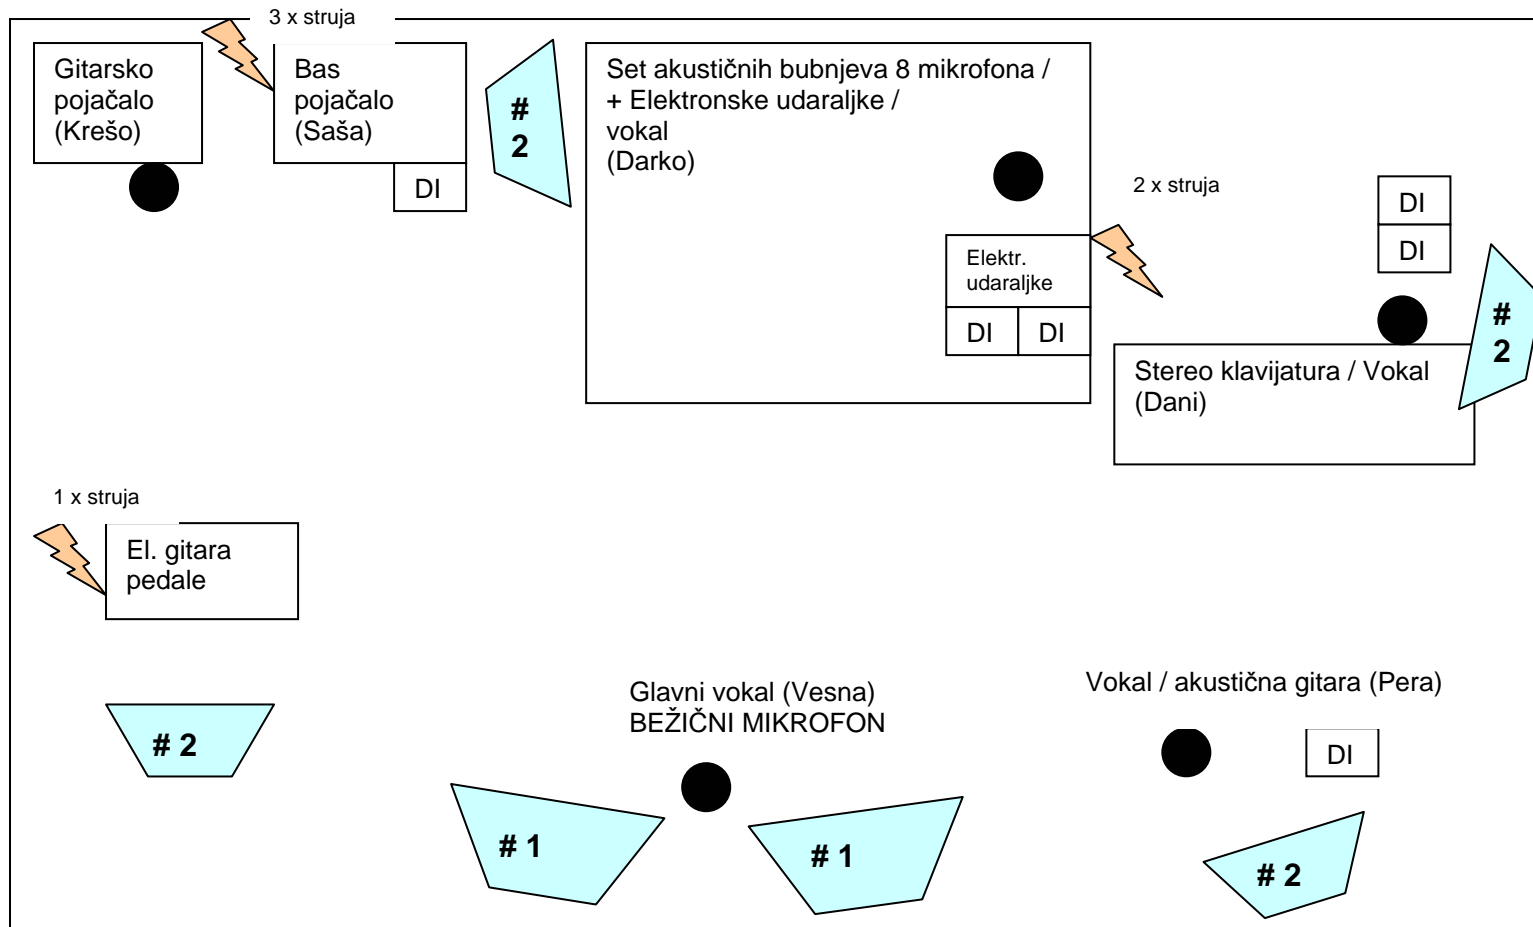 3 x struja
Gitarsko
pojačalo
(Krešo)
Bas
pojačalo
(Saša)
DI
#
2
Set akustičnih bubnjeva 8 mikrofona /
+ Elektronske udaraljke /
vokal
(Darko)
Elektr.
udaraljke
DI
DI
2 x struja
DI
DI
#
2
Stereo klavijatura / Vokal
(Dani)
1 x struja
El. gitara
pedale
# 2
Glavni vokal (Vesna)
BEŽIČNI MIKROFON
# 1
# 1
Vokal / akustična gitara (Pera)
DI
# 2